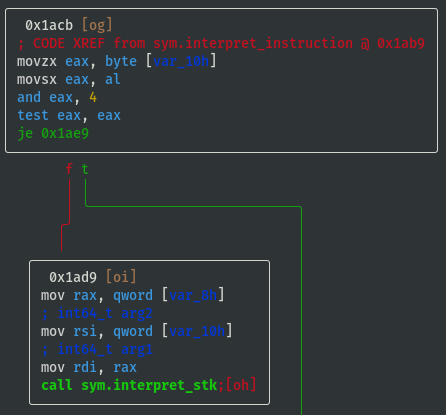 0x1acb [og]
; CODE XREF from sym.interpret_instruction @ 0x1ab9
movzx eax, byte [var_10h]
movsx eax, al
and eax, 4
test eax, eax
je 0x1ae9
f t
0x1ad9 [oi]
mov rax, qword [var_8h]
; int64_t arg2
mov rsi, qword [var_10h]
; int64_t arg1
mov rdi, rax
call sym.interpret_stk;[oh]